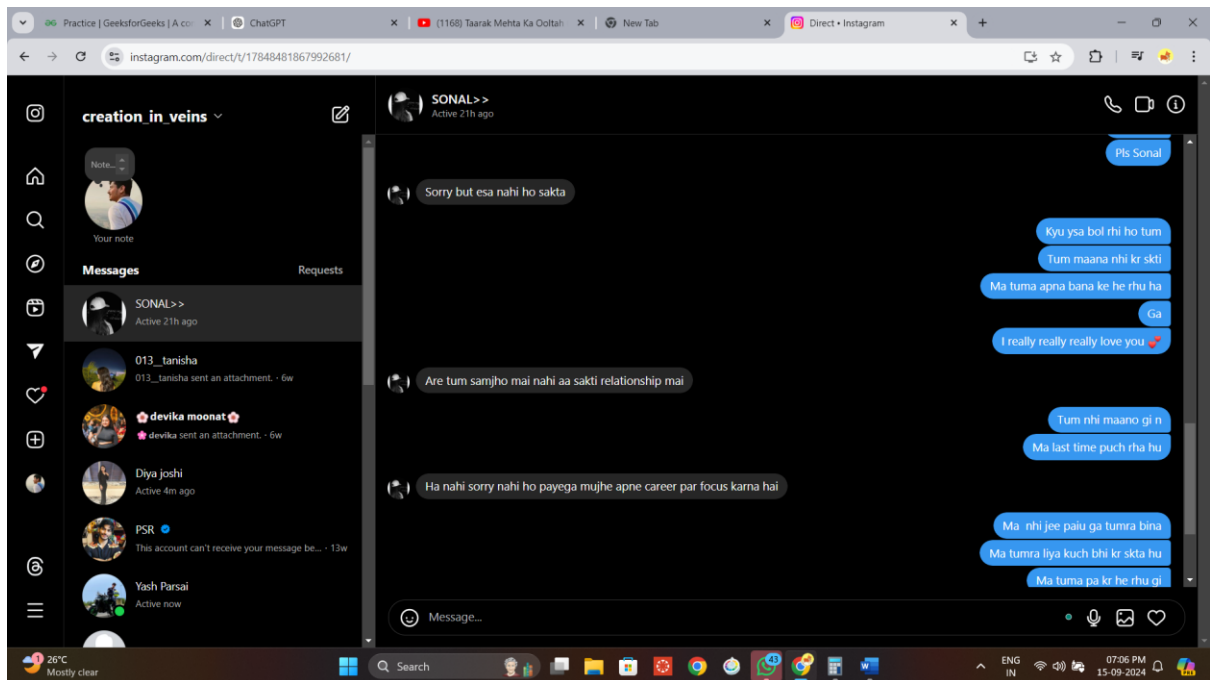 Practice | GeeksforGeeks | A co
ChatGPT
(1168) Taarak Mehta Ka Ooltah
New Tab
Direct • Instagram
instagram.com/direct/t/17848481867992681/
creation_in_veins
Note...
Your note
Messages
Requests
SONAL>>
Active 21h ago
013__tanisha
013__tanisha sent an attachment. · 6w
🌸devika moonat🌸
🌸devika sent an attachment. · 6w
Diya joshi
Active 4m ago
PSR
This account can't receive your message be... · 13w
Yash Parsai
Active now
SONAL>>
Active 21h ago
Pls Sonal
Sorry but esa nahi ho sakta
Kyu ysa bol rhi ho tum
Tum maana nhi kr skti
Ma tuma apna bana ke he rhu ha
Ga
I really really really love you 💕
Are tum samjho mai nahi aa sakti relationship mai
Tum nhi maano gi n
Ma last time puch rha hu
Ha nahi sorry nahi ho payega mujhe apne career par focus karna hai
Ma nhi jee paiu ga tumra bina
Ma tumra liya kuch bhi kr skta hu
Ma tuma pa kr he rhu gi
Message...
1
26°C
Mostly clear
Search
43
ENG
IN
07:06 PM
15-09-2024